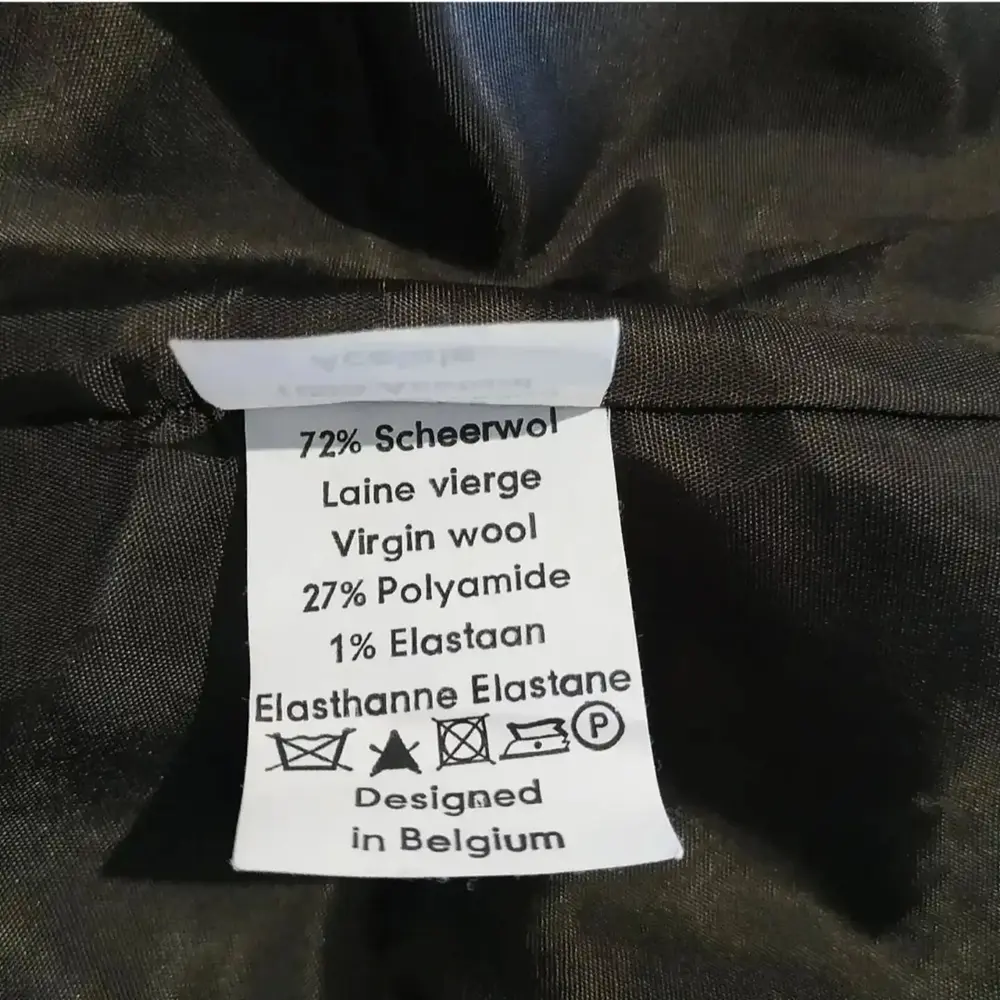 72% Scheerwol
Laine vierge
Virgin wool
27% Polyamide
1% Elastaan
Elasthanne Elastane
P
Designed
in Belgium